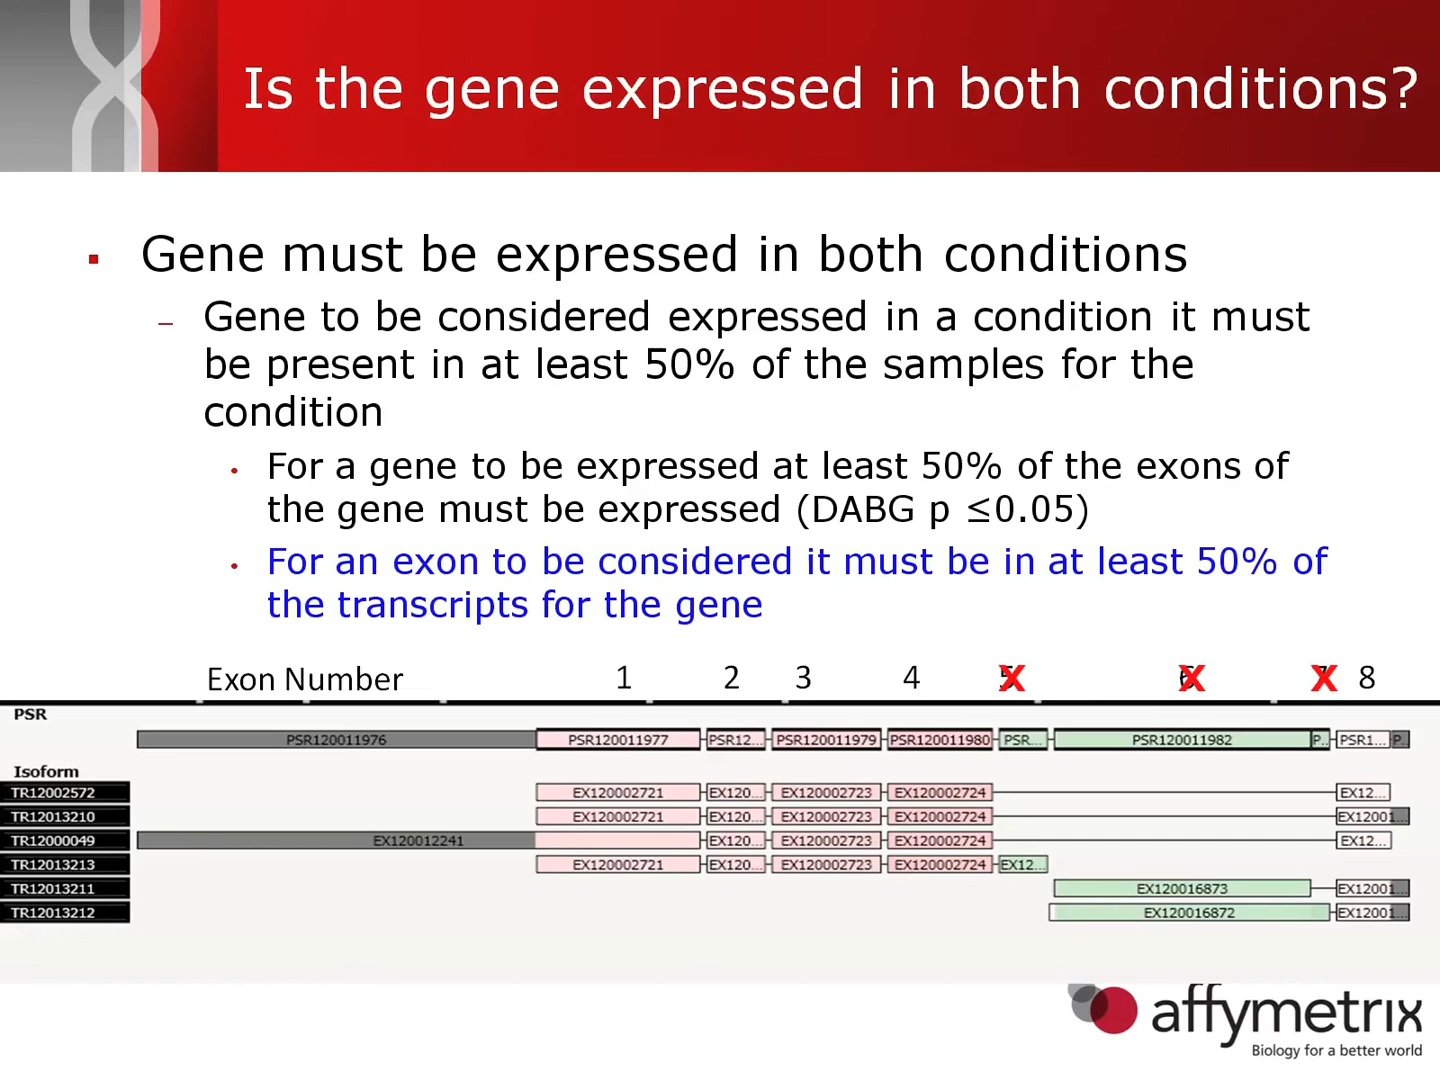 Is the gene expressed in both conditions?
Gene must be expressed in both conditions
Gene to be considered expressed in a condition it must
be present in at least 50% of the samples for the
condition
For a gene to be expressed at least 50% of the exons of
the gene must be expressed (DABG p ≤0.05)
For an exon to be considered it must be in at least 50% of
the transcripts for the gene
Exon Number 1 2 3 4 8
PSR
PSR120011976 PSR120011977 PSR12... PSR120011979 PSR120011980 PSR... PSR120011982 P.. PSR1... P..
Isoform
TR12002572 EX120002721 EX120... EX120002723 EX120002724 EX12...
TR12013210 EX120002721 EX120... EX120002723 EX120002724 EX12001...
TR12000049 EX120012241 EX120... EX120002723 EX120002724 EX12...
TR12013213 EX120002721 EX120... EX120002723 EX120002724 EX12...
TR12013211 EX120016873 EX12001...
TR12013212 EX120016872 EX12001...
affymetrix
Biology for a better world